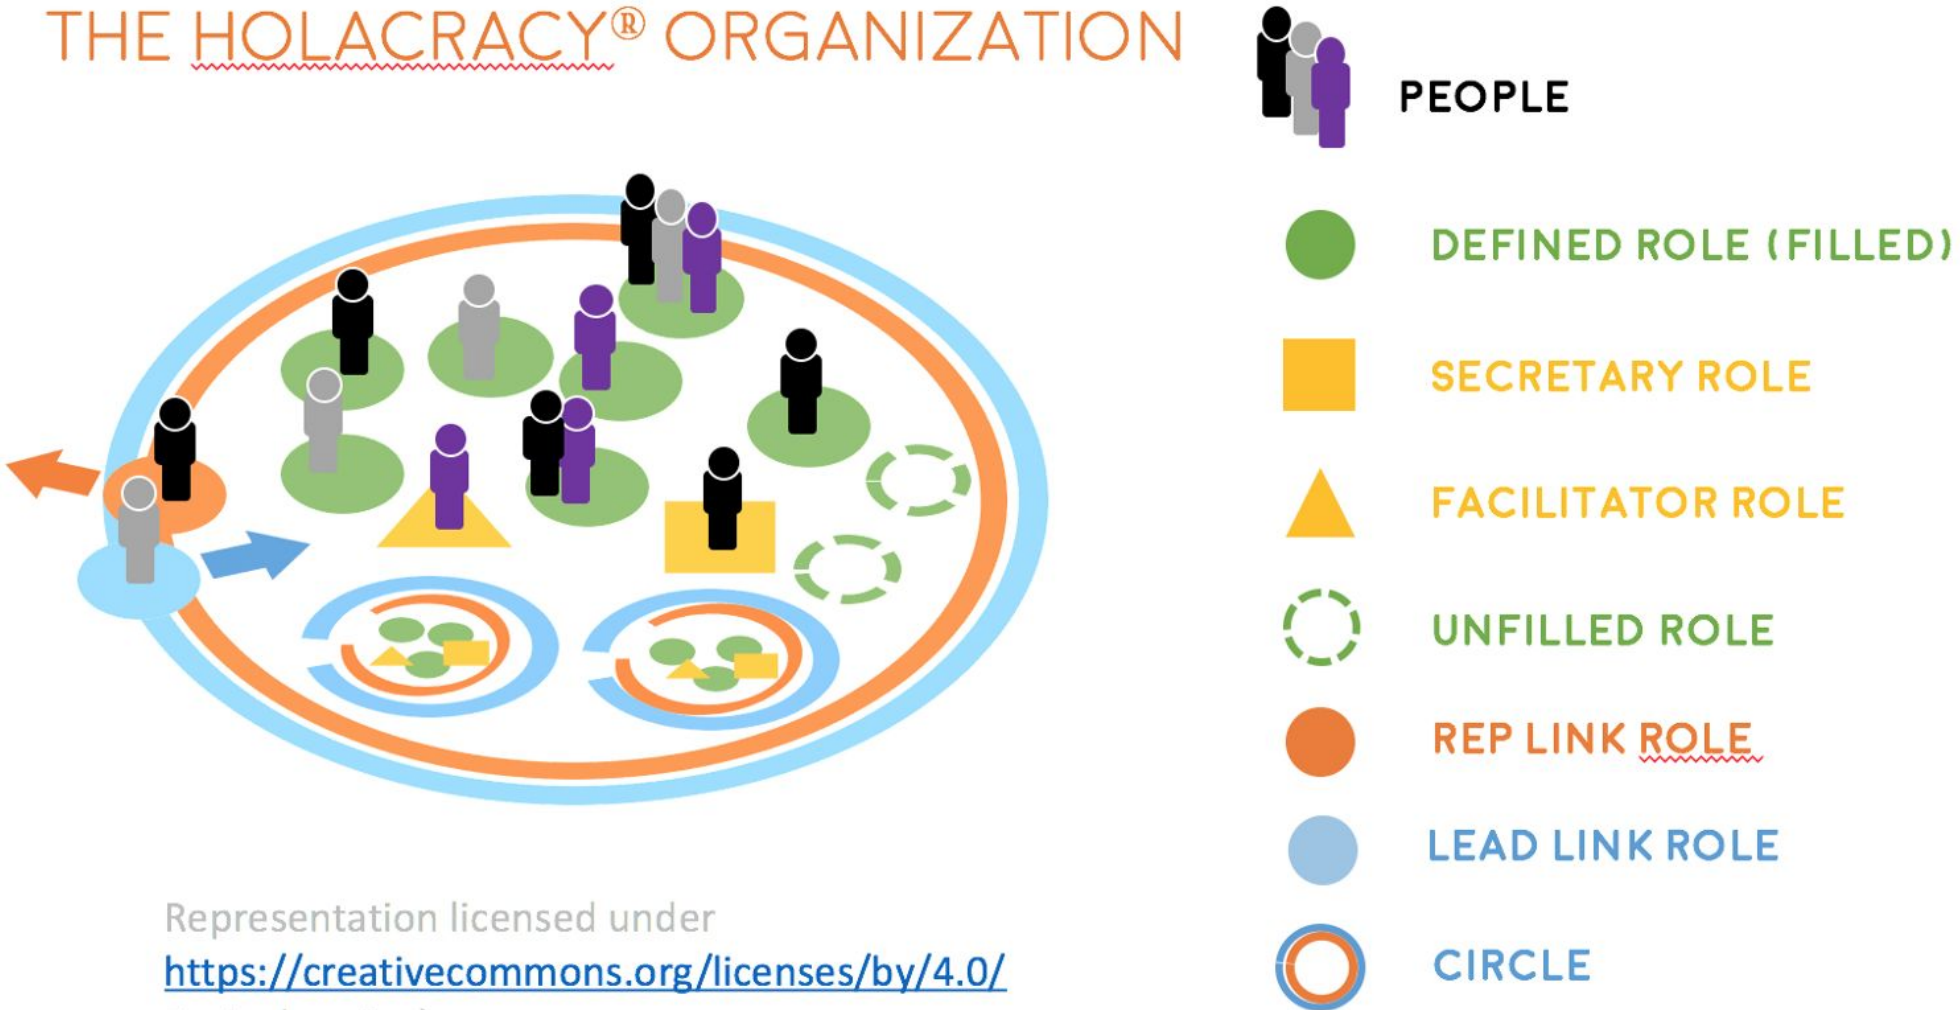 THE HOLACRACY® ORGANIZATION
PEOPLE
DEFINED ROLE (FILLED)
SECRETARY ROLE
FACILITATOR ROLE
UNFILLED ROLE
REP LINK ROLE
LEAD LINK ROLE
CIRCLE
Representation licensed under
https://creativecommons.org/licenses/by/4.0/